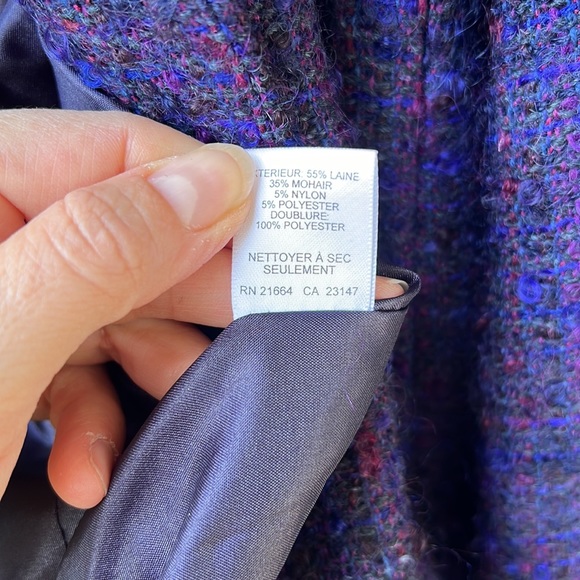 XTERIEUR: 55% LAINE
35% MOHAIR
5% NYLON
5% POLYESTER
DOUBLURE:
100% POLYESTER
NETTOYER À SEC
SEULEMENT
RN 21664 CA 23147